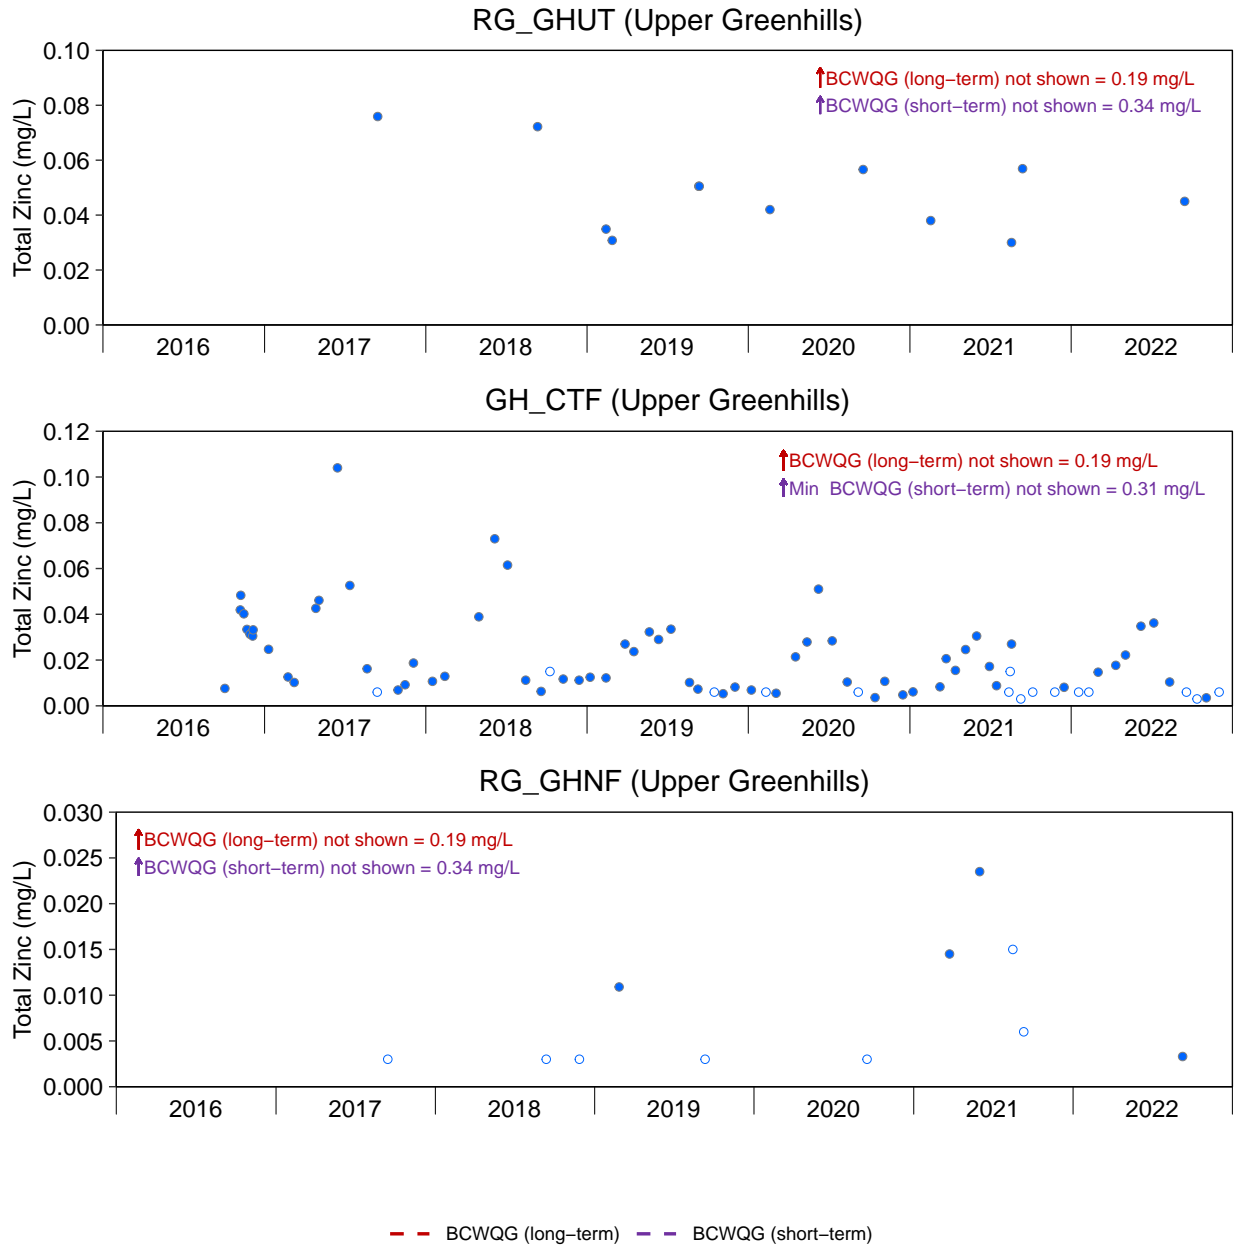 RG_GHUT (Upper Greenhills)
BCWQG (long−term) not shown = 0.19 mg/L
BCWQG (short−term) not shown = 0.34 mg/L
Total Zinc (mg/L)
0.10
0.08
0.06
0.04
0.02
0.00
2016 2017 2018 2019 2020 2021 2022
GH_CTF (Upper Greenhills)
BCWQG (long−term) not shown = 0.19 mg/L
Min BCWQG (short−term) not shown = 0.31 mg/L
Total Zinc (mg/L)
0.12
0.10
0.08
0.06
0.04
0.02
0.00
2016 2017 2018 2019 2020 2021 2022
RG_GHNF (Upper Greenhills)
BCWQG (long−term) not shown = 0.19 mg/L
BCWQG (short−term) not shown = 0.34 mg/L
Total Zinc (mg/L)
0.030
0.025
0.020
0.015
0.010
0.005
0.000
2016 2017 2018 2019 2020 2021 2022
BCWQG (long−term) BCWQG (short−term)